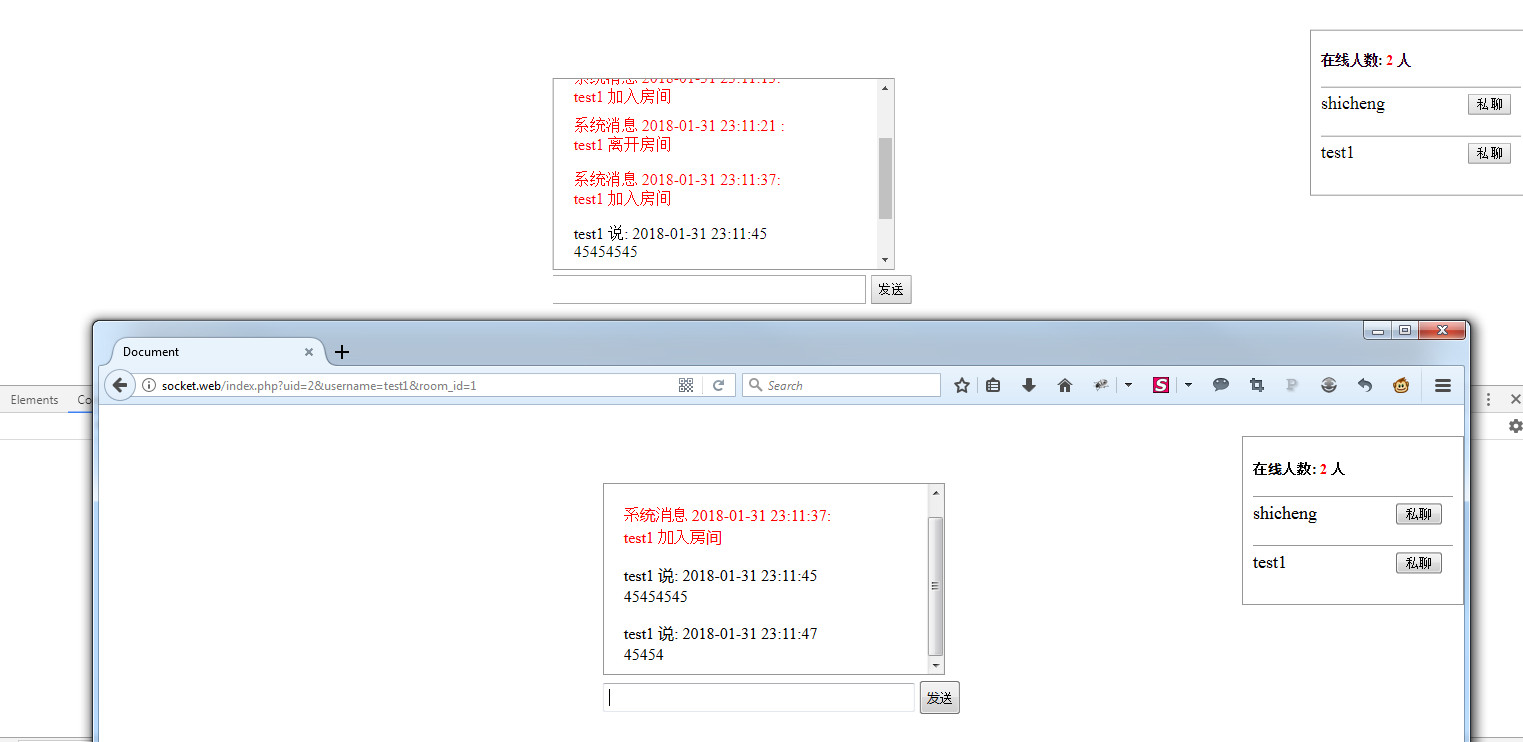 系统消息 2018-01-31 23:11:15:
test1 加入房间
系统消息 2018-01-31 23:11:21 :
test1 离开房间
系统消息 2018-01-31 23:11:37:
test1 加入房间
test1 说: 2018-01-31 23:11:45
45454545
发送
在线人数: 2 人
shicheng 私聊
test1 私聊
Elements Co
Document
socket.web/index.php?uid=2&username=test1&room_id=1
Search
系统消息 2018-01-31 23:11:37:
test1 加入房间
test1 说: 2018-01-31 23:11:45
45454545
test1 说: 2018-01-31 23:11:47
45454
发送
在线人数: 2 人
shicheng 私聊
test1 私聊